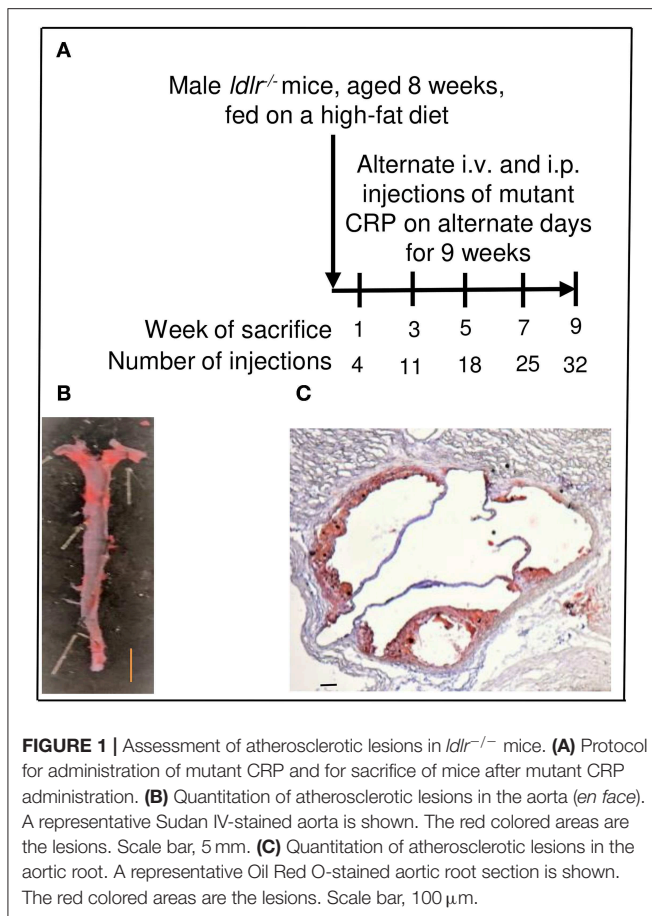 A
Male ldlr-/- mice, aged 8 weeks,
fed on a high-fat diet
Alternate i.v. and i.p.
injections of mutant
CRP on alternate days
for 9 weeks
Week of sacrifice 1 3 5 7 9
Number of injections 4 11 18 25 32
B C
FIGURE 1 | Assessment of atherosclerotic lesions in ldlr−/− mice. (A) Protocol
for administration of mutant CRP and for sacrifice of mice after mutant CRP
administration. (B) Quantitation of atherosclerotic lesions in the aorta (en face).
A representative Sudan IV-stained aorta is shown. The red colored areas are
the lesions. Scale bar, 5 mm. (C) Quantitation of atherosclerotic lesions in the
aortic root. A representative Oil Red O-stained aortic root section is shown.
The red colored areas are the lesions. Scale bar, 100 μm.